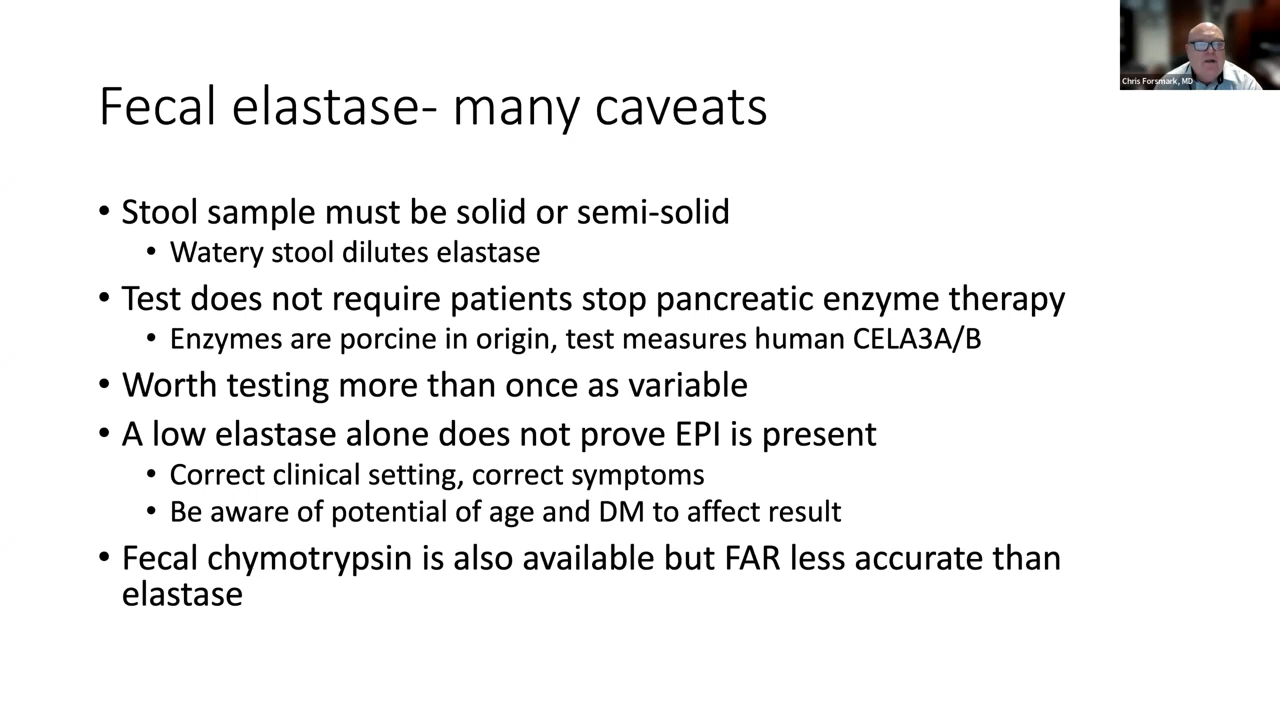 Chris Forsmark, MD
Fecal elastase- many caveats
• Stool sample must be solid or semi-solid
• Watery stool dilutes elastase
• Test does not require patients stop pancreatic enzyme therapy
• Enzymes are porcine in origin, test measures human CELA3A/B
• Worth testing more than once as variable
• A low elastase alone does not prove EPI is present
• Correct clinical setting, correct symptoms
• Be aware of potential of age and DM to affect result
• Fecal chymotrypsin is also available but FAR less accurate than
elastase